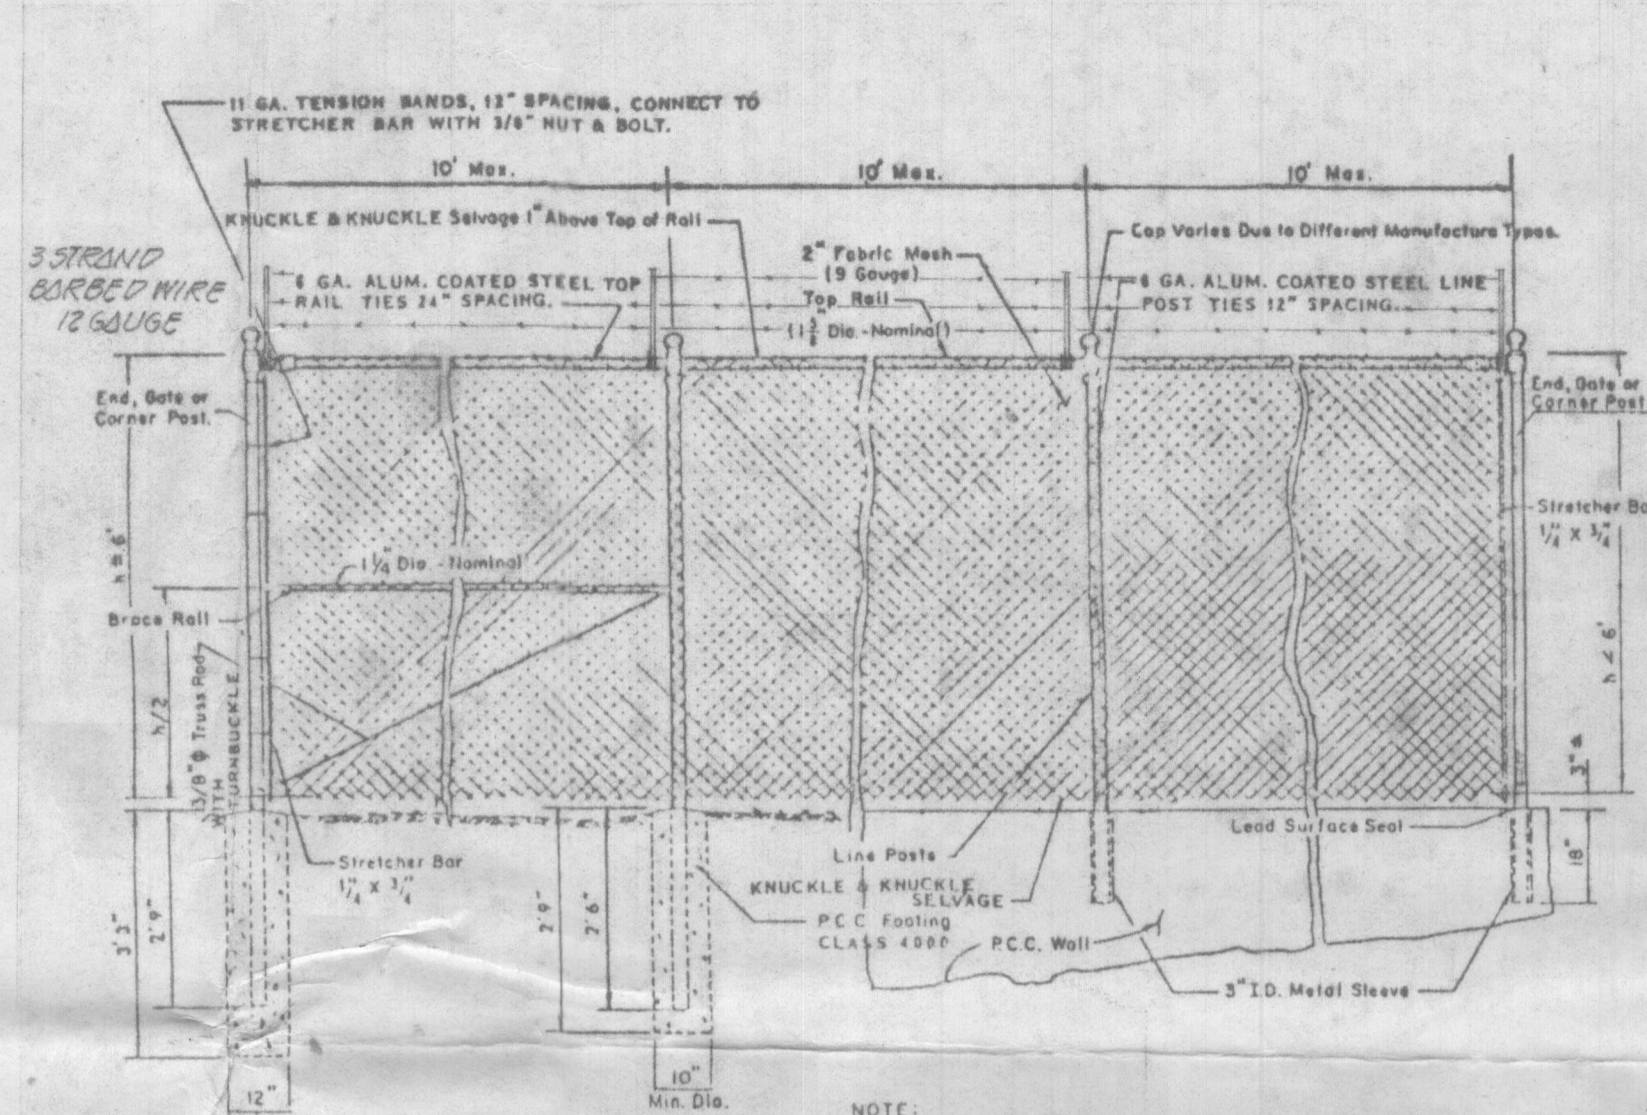 11 GA. TENSION BANDS, 12" SPACING, CONNECT TO
STRETCHER BAR WITH 3/8" NUT & BOLT.
10' Max.
10' Max.
10' Max.
KNUCKLE & KNUCKLE Selvage 1" Above Top of Rail
Cap Varies Due to Different Manufacture Types.
3 STRAND
BARBED WIRE
12 GAUGE
6 GA. ALUM. COATED STEEL TOP
RAIL TIES 24" SPACING.
2" Fabric Mesh
(9 Gauge)
Top Rail
(1 5/8" Dia.-Nominal)
6 GA. ALUM. COATED STEEL LINE
POST TIES 12" SPACING.
End, Gate or
Corner Post.
End, Gate or
Corner Post
Stretcher Ba
1/4" x 3/4"
1 1/4" Dia.-Nominal
Brace Rail
h/2
3/8" ϕ Truss Rod
WITH
TURNBUCKLE
h < 6'
3" ±
Lead Surface Seal
18"
Stretcher Bar
1/4" x 3/4"
Line Posts
KNUCKLE & KNUCKLE
SELVAGE
P.C.C. Footing
CLASS 4000
P.C.C. Wall
3" I.D. Metal Sleeve
3'3"
2'9"
2'9"
2'6"
12"
10"
Min. Dia.
NOTE: